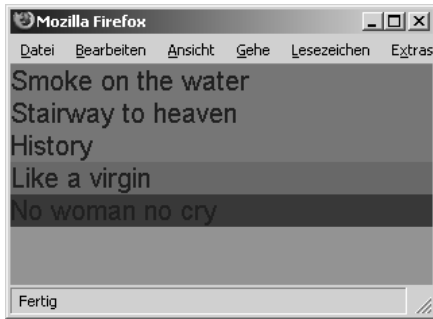 Mozilla Firefox
Datei Bearbeiten Ansicht Gehe Lesezeichen Extras
Smoke on the water
Stairway to heaven
History
Like a virgin
No woman no cry
Fertig